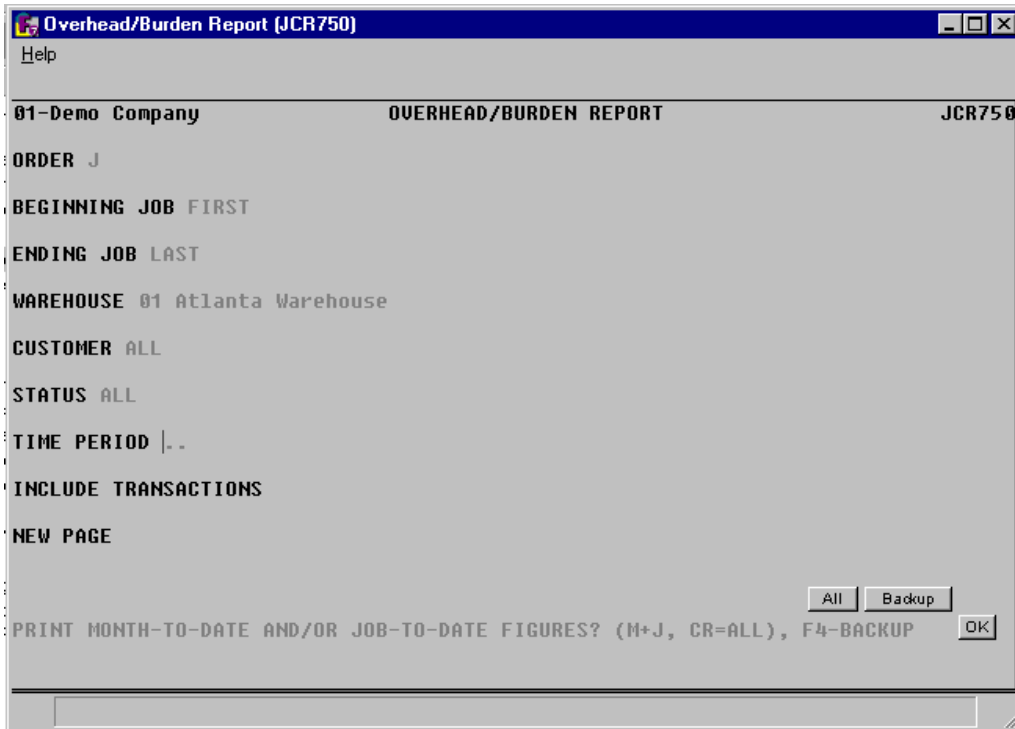 Overhead/Burden Report (JCR750)
Help
01-Demo Company OVERHEAD/BURDEN REPORT JCR750
ORDER J
BEGINNING JOB FIRST
ENDING JOB LAST
WAREHOUSE 01 Atlanta Warehouse
CUSTOMER ALL
STATUS ALL
TIME PERIOD ..
INCLUDE TRANSACTIONS
NEW PAGE
All Backup
PRINT MONTH-TO-DATE AND/OR JOB-TO-DATE FIGURES? (M+J, CR=ALL), F4-BACKUP OK